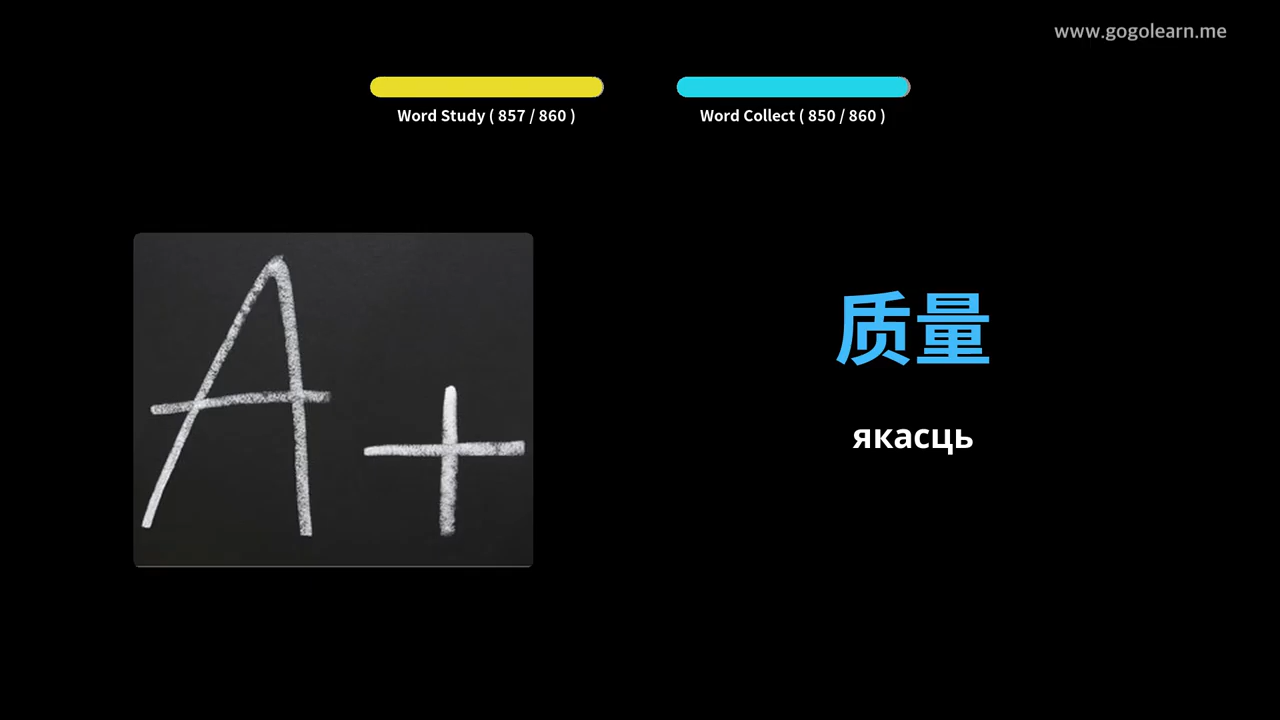 www.gogolearn.me
Word Study ( 857 / 860 )
Word Collect ( 850 / 860 )
A+
质量
якасць